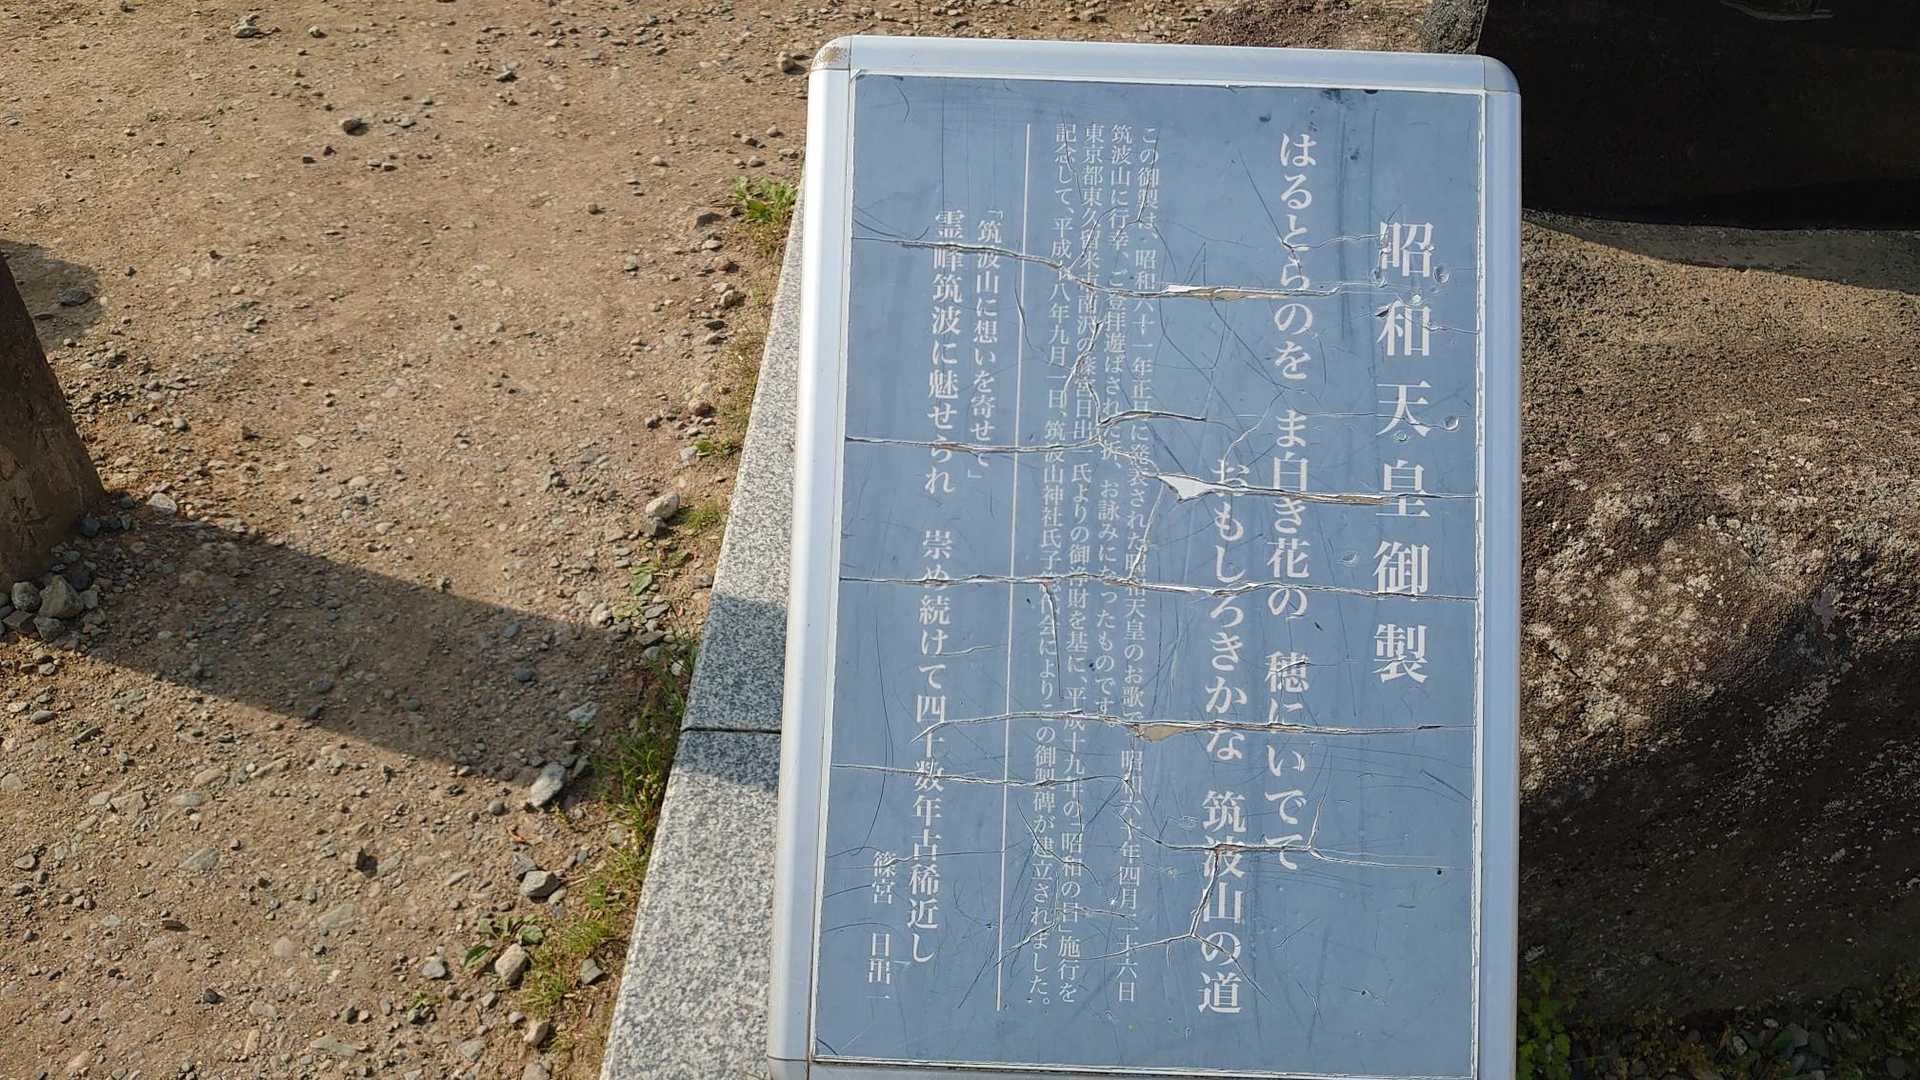 昭和天皇御製
はるとらのを ま白き花の 穂にいでて
おもしろきかな 筑波山の道
この御製は、昭和六十一年正月に発表された昭和天皇のお歌で、昭和六十年四月二十六日
筑波山に行幸、ご登拝遊ばされた折、お詠みになったものです。
東京都東久留米市南沢の篠宮日出一氏よりの御浄財を基に、平成十九年の「昭和の日」施行を
記念して、平成十八年九月一日、筑波山神社氏子総代会によりこの御製碑が建立されました。
「筑波山に想いを寄せて」
霊峰筑波に魅せられ 崇め続けて四十数年古稀近し
篠宮 日出一